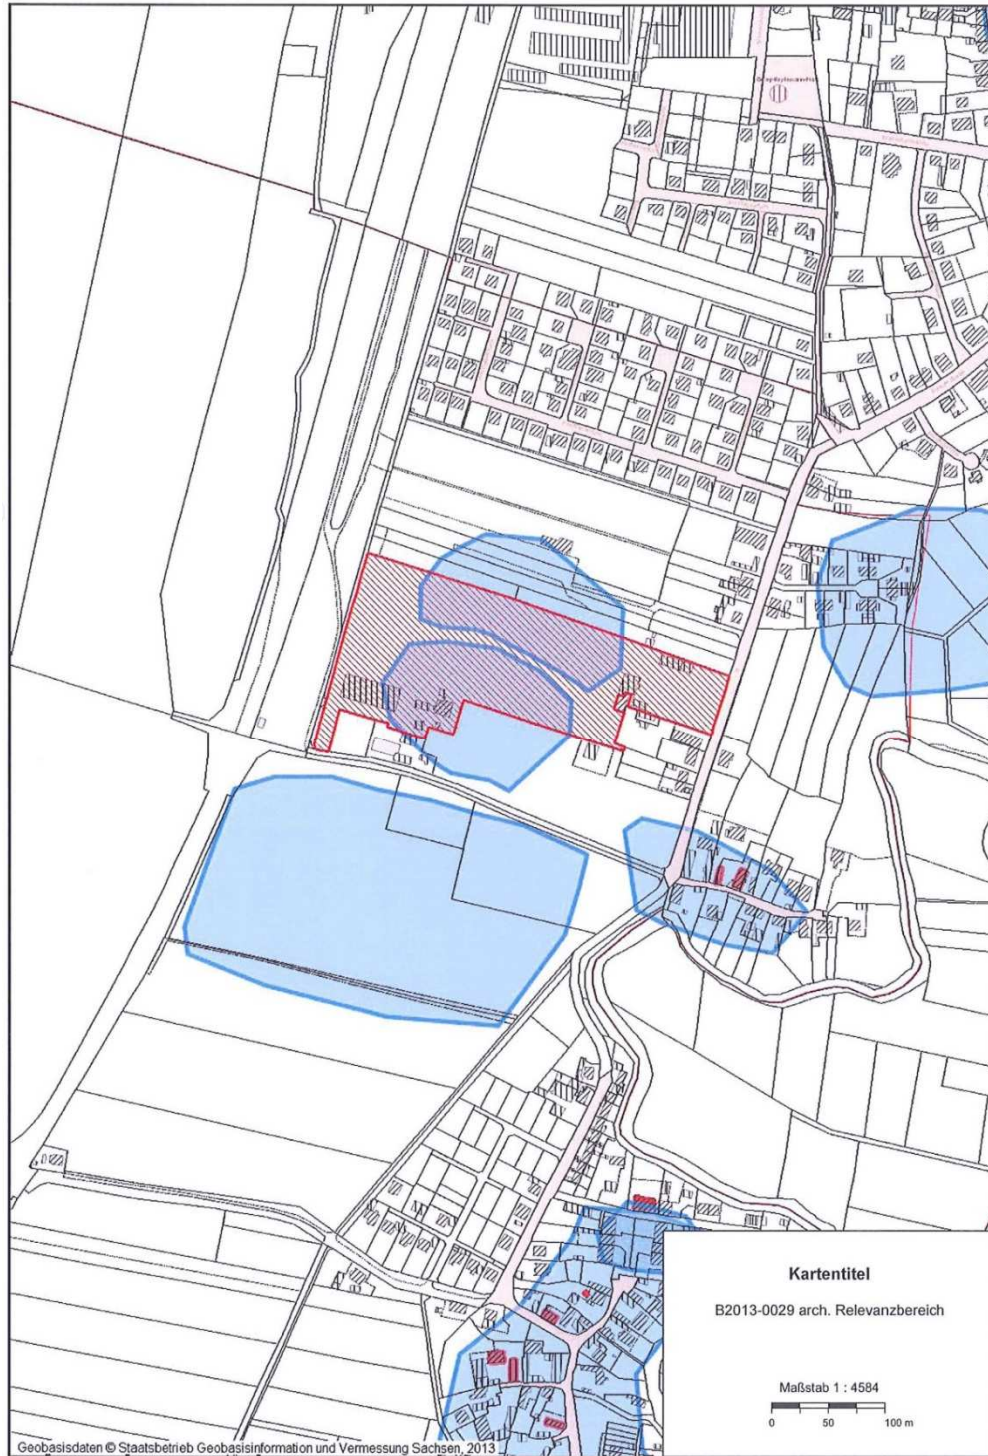 Kartentitel
B2013-0029 arch. Relevanzbereich
Maßstab 1 : 4584
0 50 100 m
Geobasisdaten © Staatsbetrieb Geobasisinformation und Vermessung Sachsen, 2013